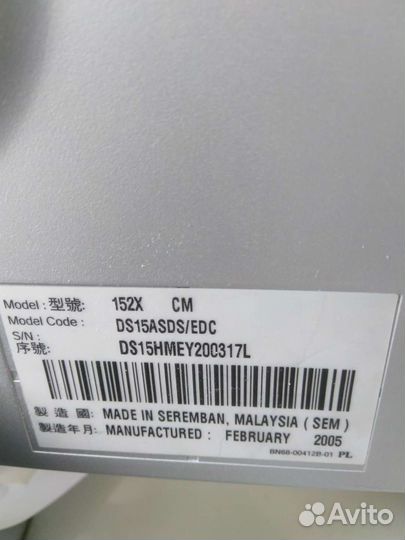 Model : 型號: 152X CM
Model Code : DS15ASDS/EDC
S/N :
序號: DS15HMEY200317L
製造國: MADE IN SEREMBAN, MALAYSIA ( SEM )
製造年月: MANUFACTURED : FEBRUARY 2005
BN68-00412B-01 PL
Avito